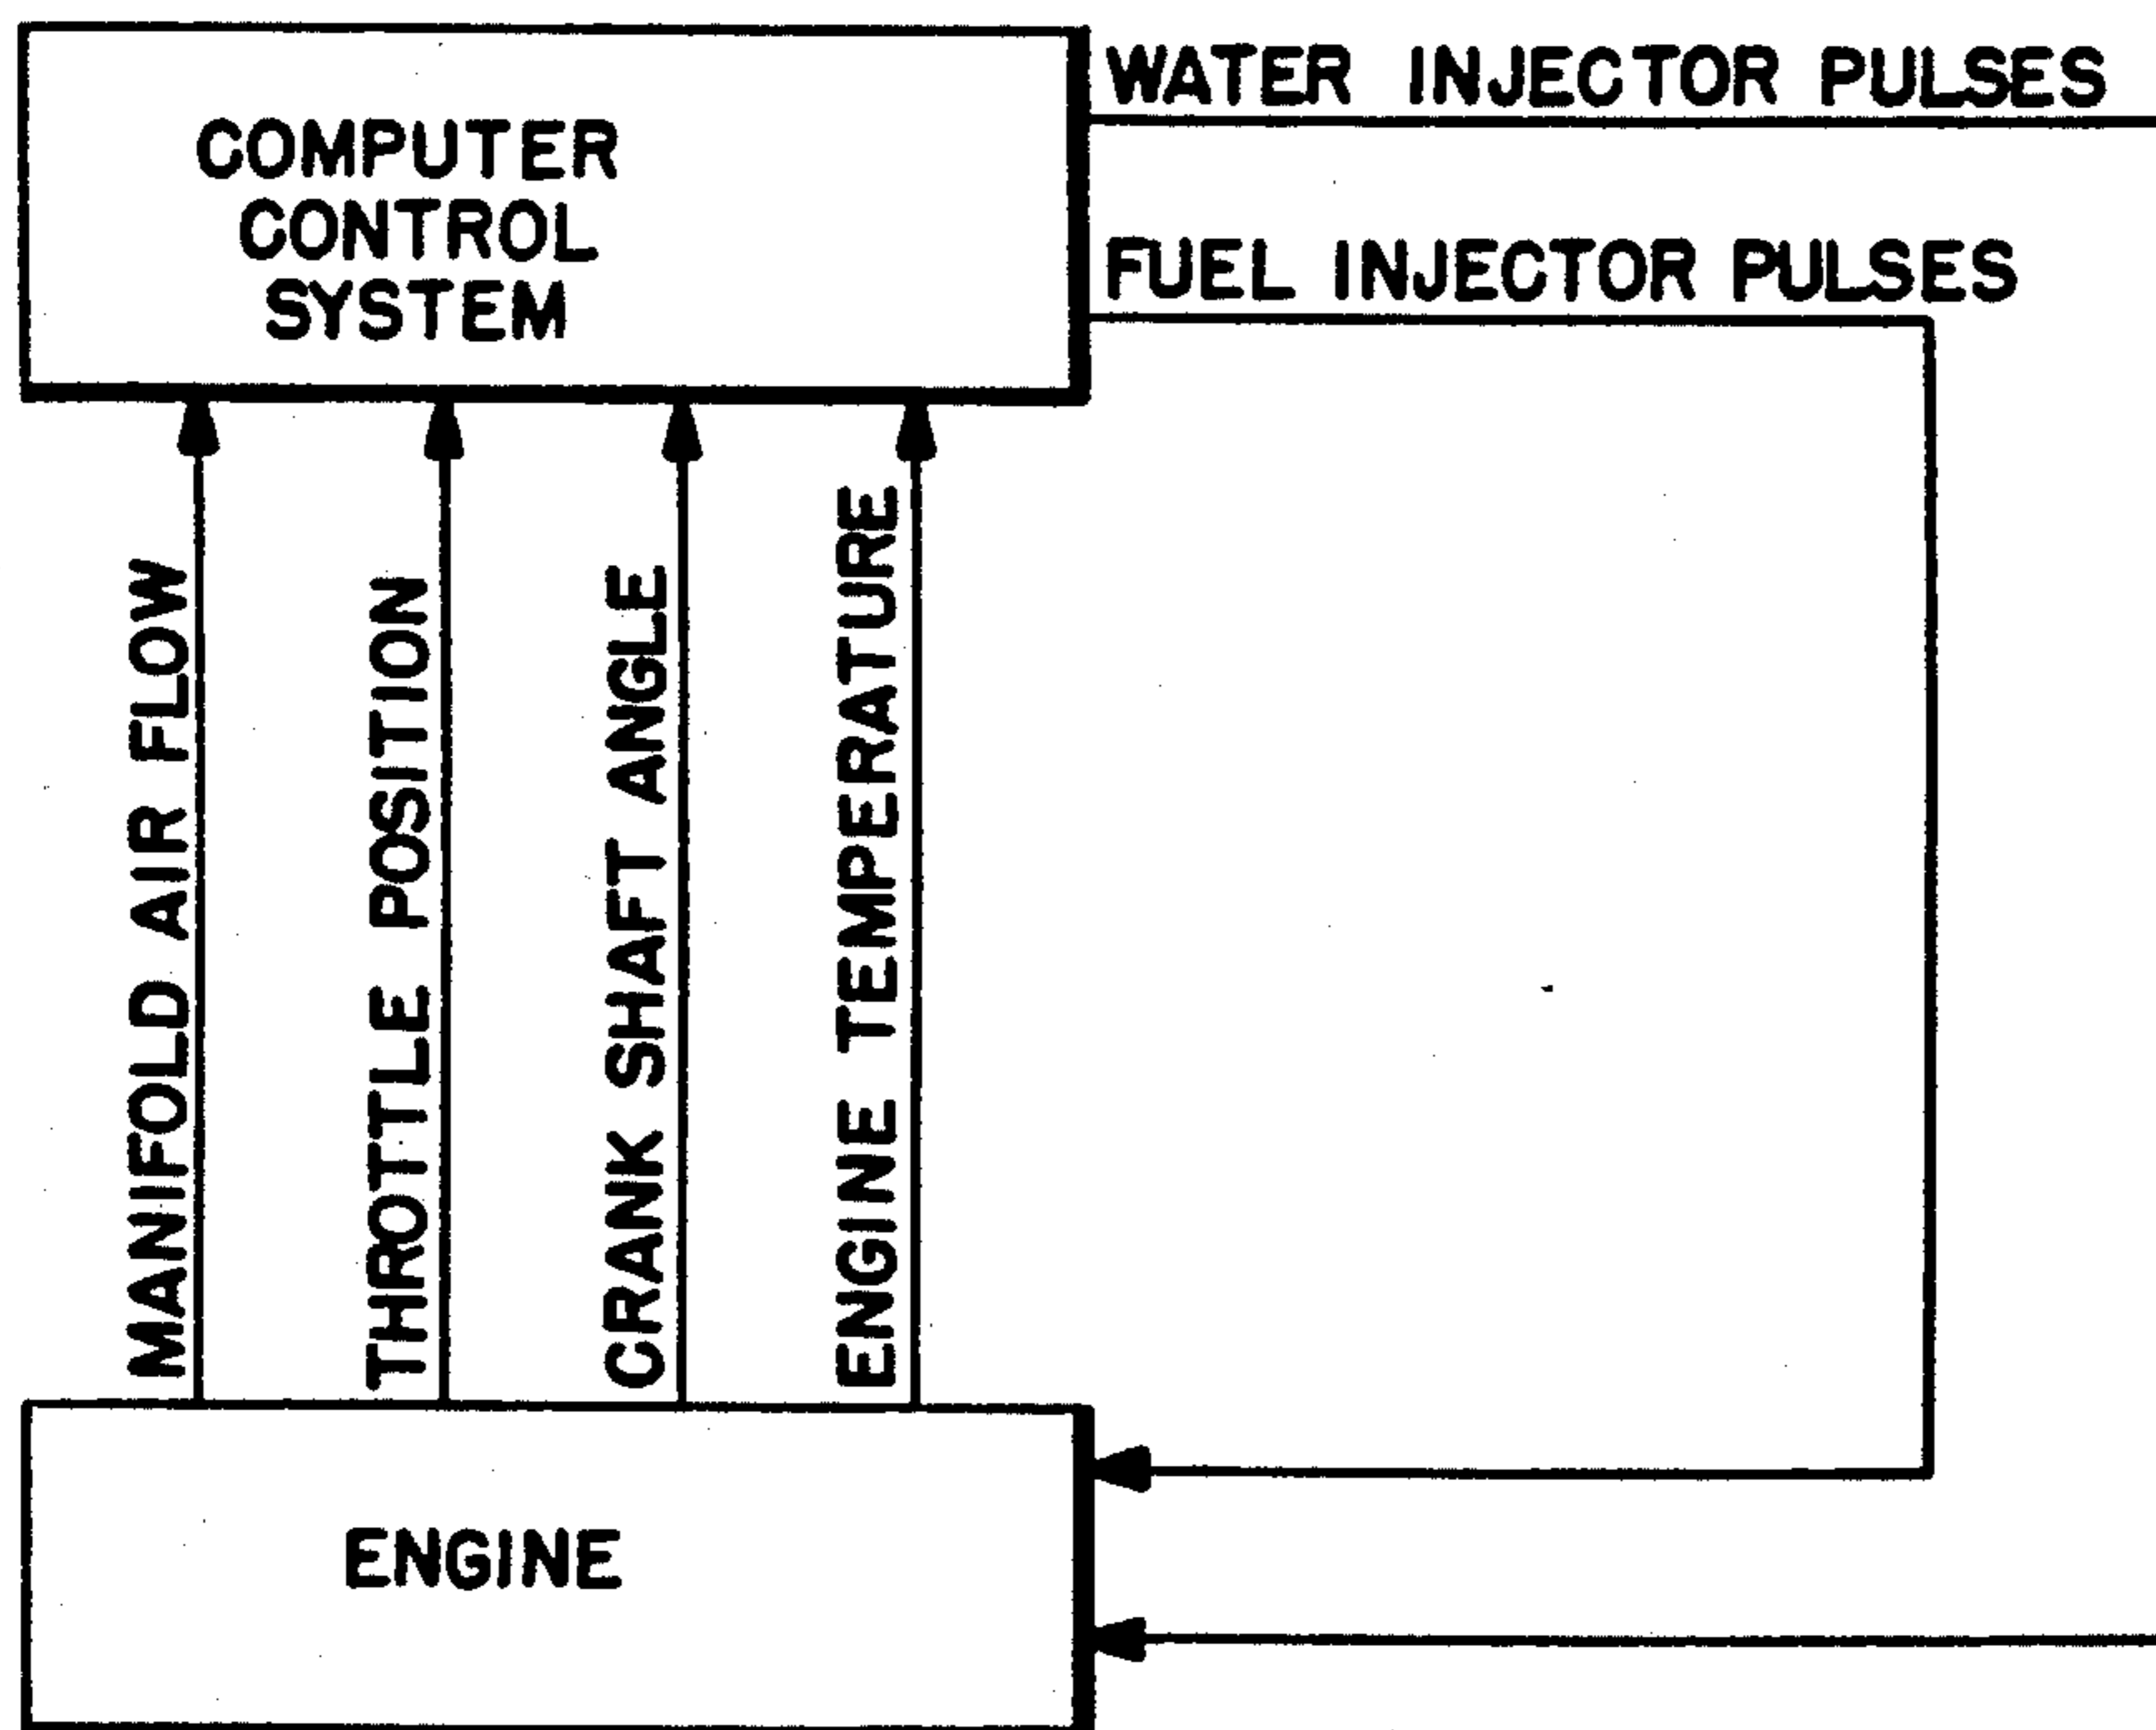 COMPUTER
CONTROL
SYSTEM
WATER INJECTOR PULSES
FUEL INJECTOR PULSES
MANIFOLD AIR FLOW
THROTTLE POSITION
CRANK SHAFT ANGLE
ENGINE TEMPERATURE
ENGINE